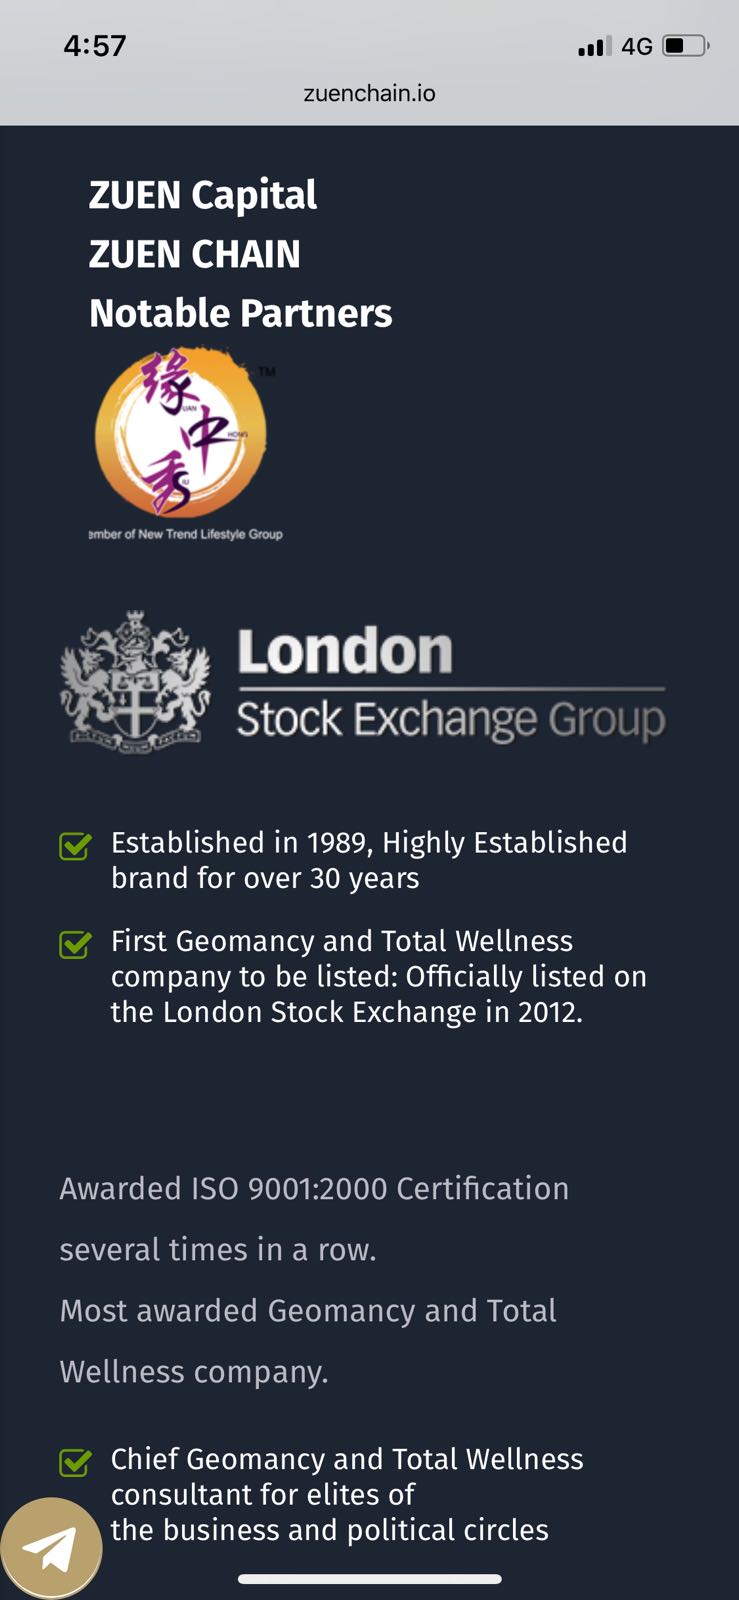 4:57
4G
zuenchain.io
ZUEN Capital
ZUEN CHAIN
Notable Partners
TM
缘
UAN
中
HONG
秀
IU
ember of New Trend Lifestyle Group
London
Stock Exchange Group
Established in 1989, Highly Established
brand for over 30 years
First Geomancy and Total Wellness
company to be listed: Officially listed on
the London Stock Exchange in 2012.
Awarded ISO 9001:2000 Certification
several times in a row.
Most awarded Geomancy and Total
Wellness company.
Chief Geomancy and Total Wellness
consultant for elites of
the business and political circles